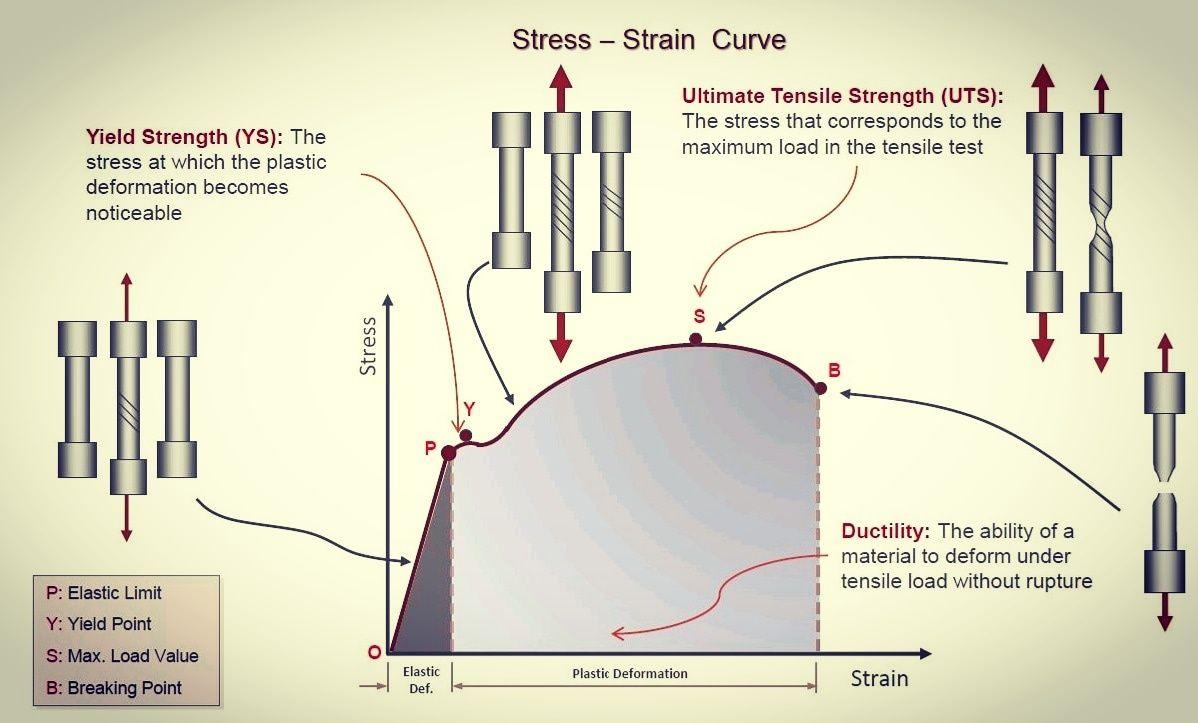 Stress – Strain Curve
Yield Strength (YS): The
stress at which the plastic
deformation becomes
noticeable
Ultimate Tensile Strength (UTS):
The stress that corresponds to the
maximum load in the tensile test
Stress
S
B
Y
P
Ductility: The ability of a
material to deform under
tensile load without rupture
P: Elastic Limit
Y: Yield Point
S: Max. Load Value
B: Breaking Point
O
Elastic
Def.
Plastic Deformation
Strain